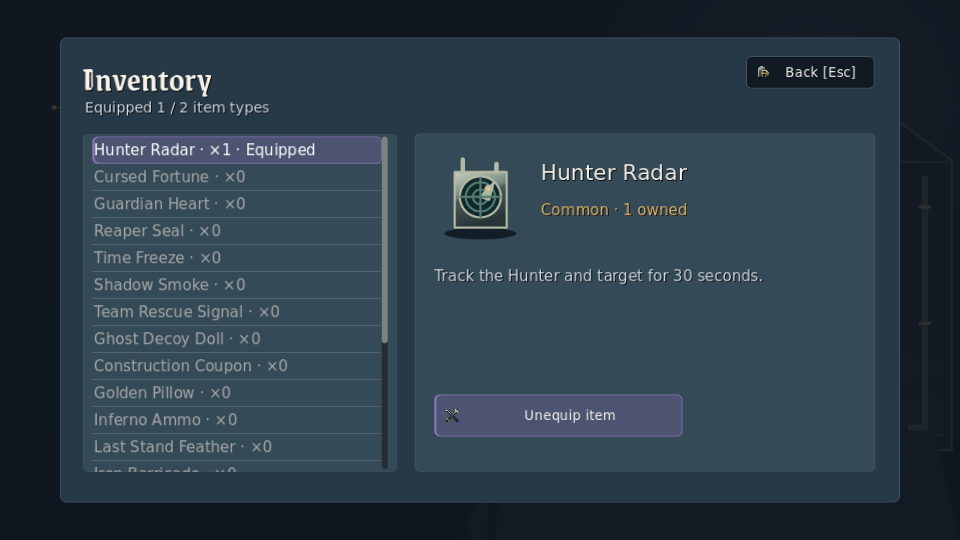 Inventory
Equipped 1 / 2 item types
Back [Esc]
Hunter Radar · ×1 · Equipped
Cursed Fortune · ×0
Guardian Heart · ×0
Reaper Seal · ×0
Time Freeze · ×0
Shadow Smoke · ×0
Team Rescue Signal · ×0
Ghost Decoy Doll · ×0
Construction Coupon · ×0
Golden Pillow · ×0
Inferno Ammo · ×0
Last Stand Feather · ×0
Iron Barricade · ×0
Hunter Radar
Common · 1 owned
Track the Hunter and target for 30 seconds.
Unequip item